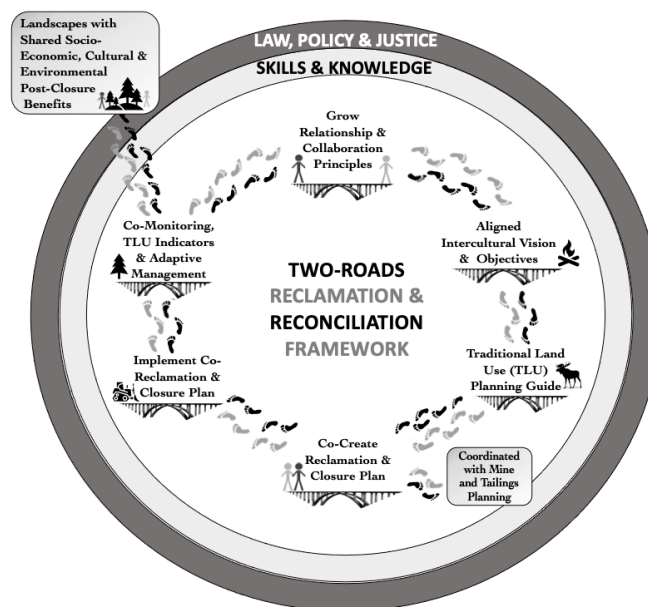 Landscapes with
Shared Socio-
Economic, Cultural &
Environmental
Post-Closure
Benefits
LAW, POLICY & JUSTICE
SKILLS & KNOWLEDGE
Grow
Relationship &
Collaboration
Principles
Aligned
Intercultural Vision
& Objectives
Traditional Land
Use (TLU)
Planning Guide
Coordinated
with Mine
and Tailings
Planning
Co-Create
Reclamation &
Closure Plan
Implement Co-
Reclamation &
Closure Plan
Co-Monitoring,
TLU Indicators
& Adaptive
Management
TWO-ROADS
RECLAMATION &
RECONCILIATION
FRAMEWORK